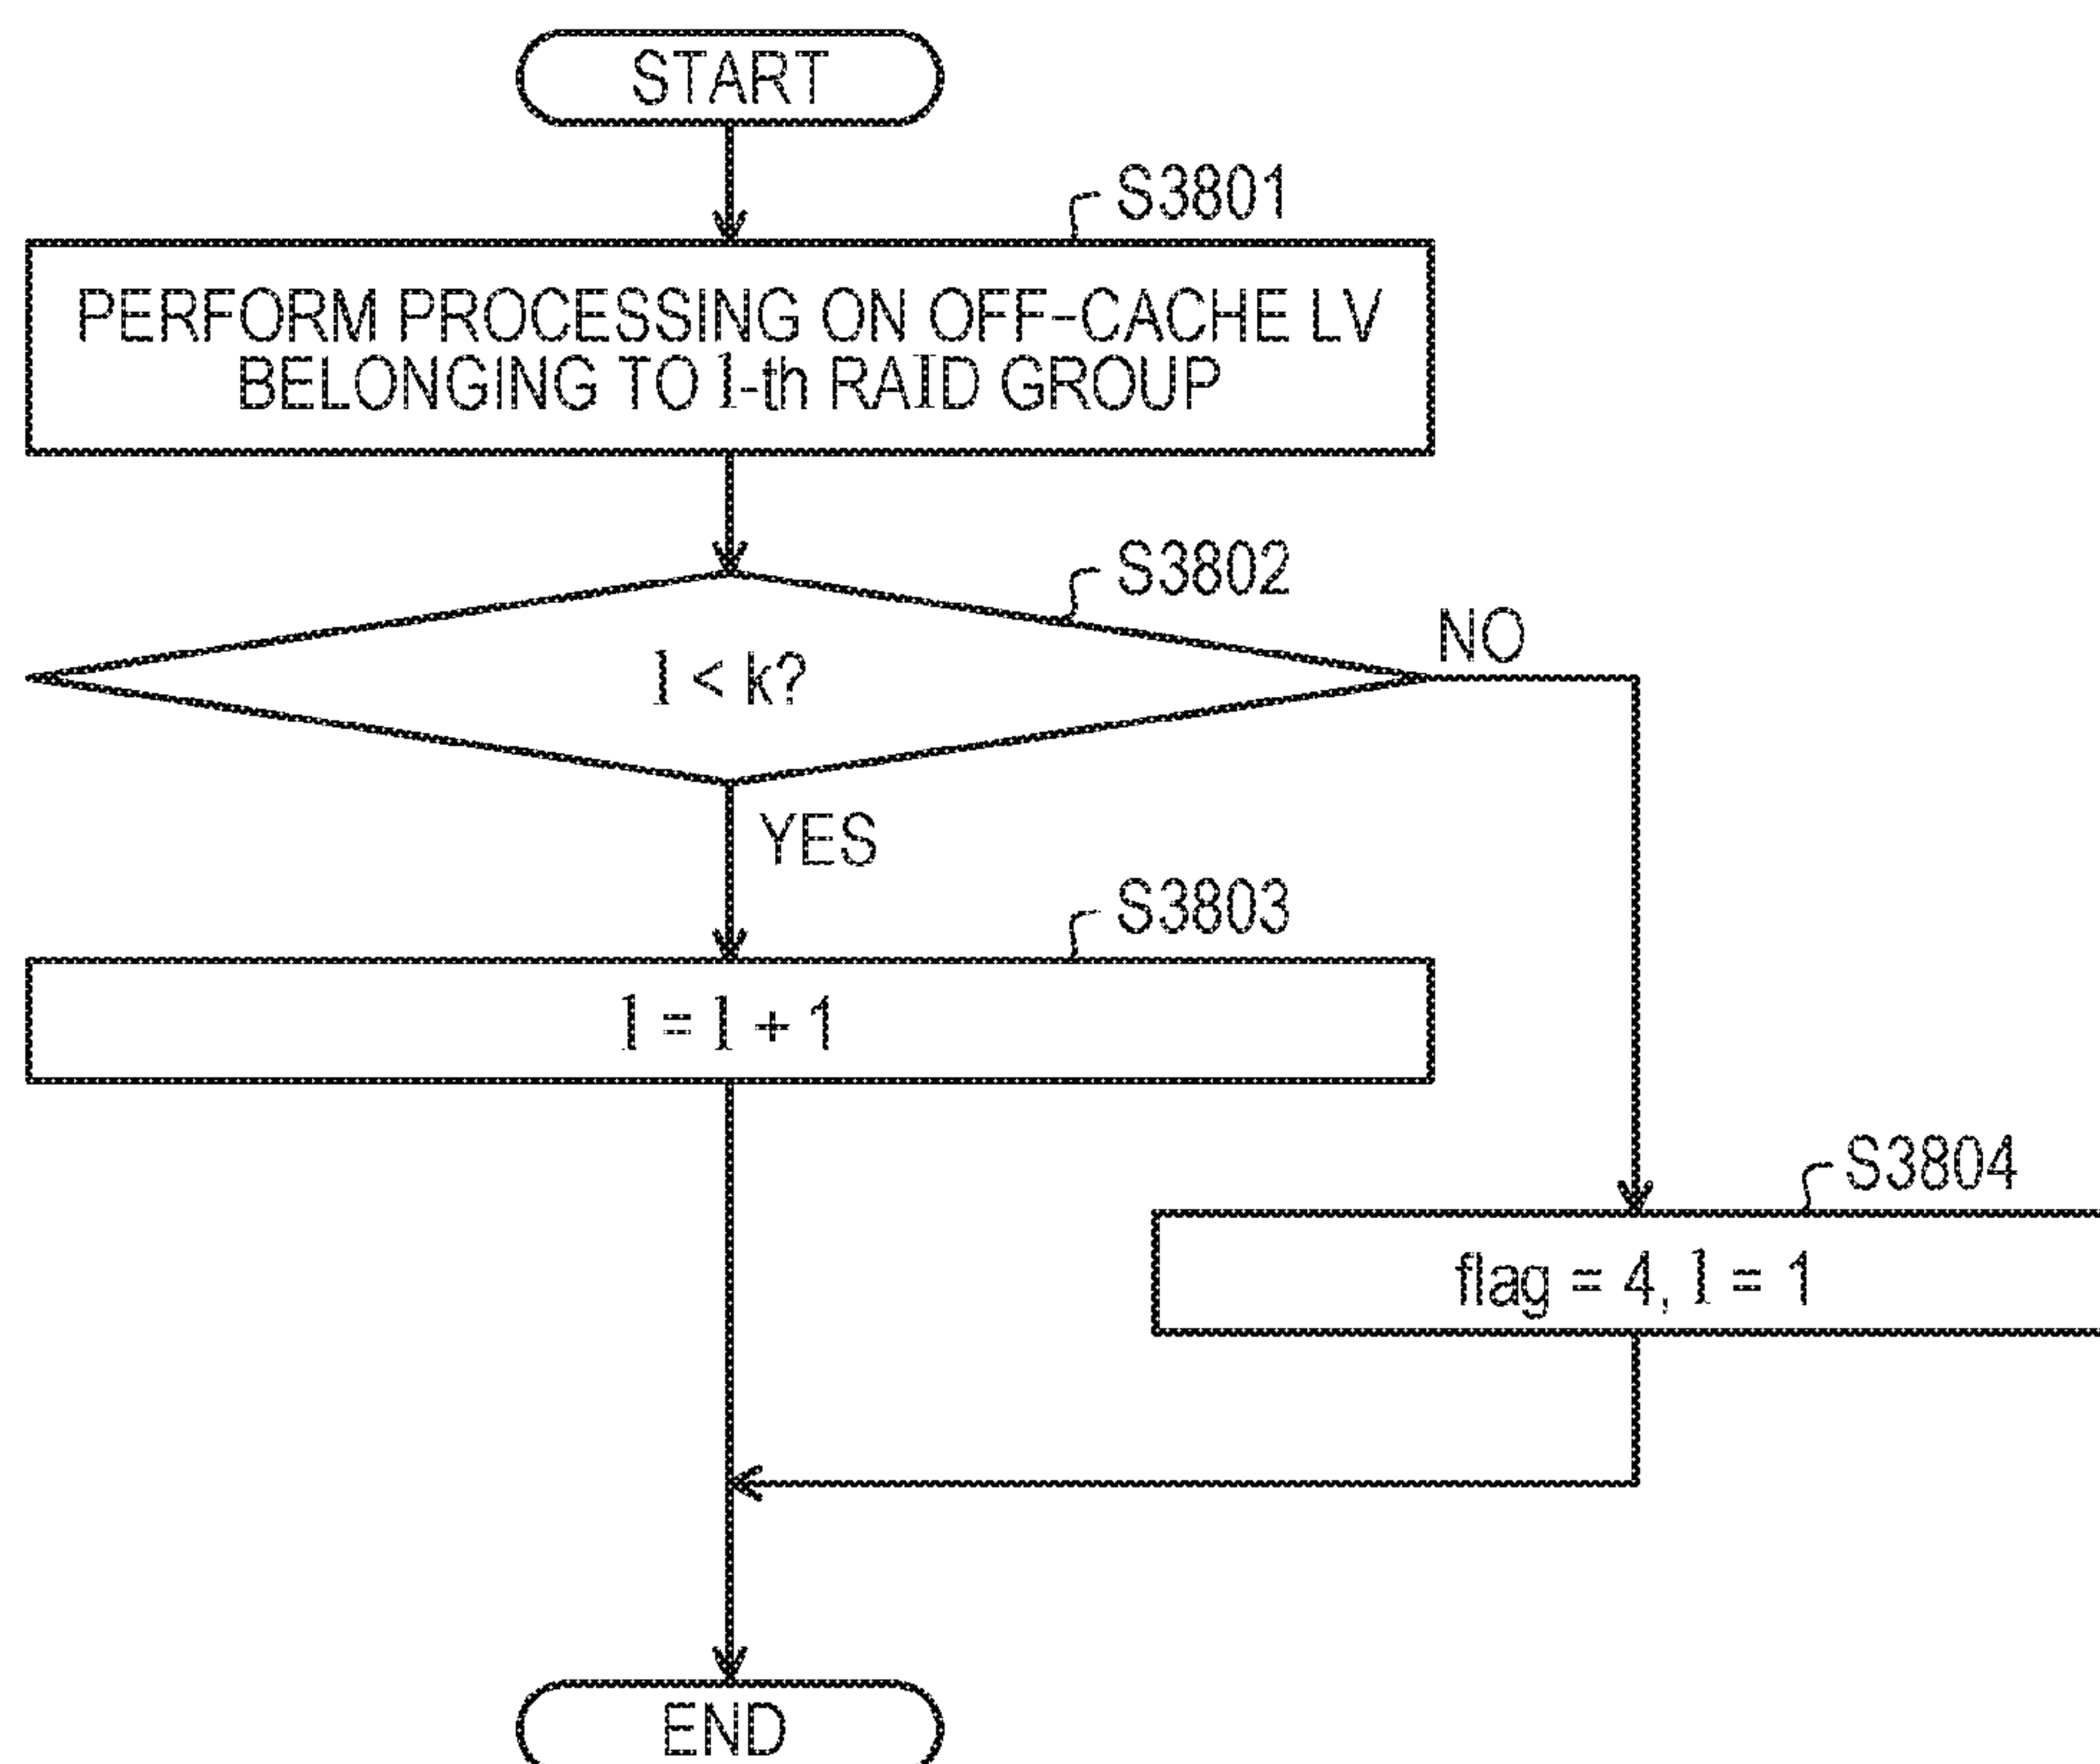 START
S3801
PERFORM PROCESSING ON OFF-CACHE LV
BELONGING TO l-th RAID GROUP
S3802
l < k?
NO
YES
S3803
l = l + 1
S3804
flag = 4, l = 1
END